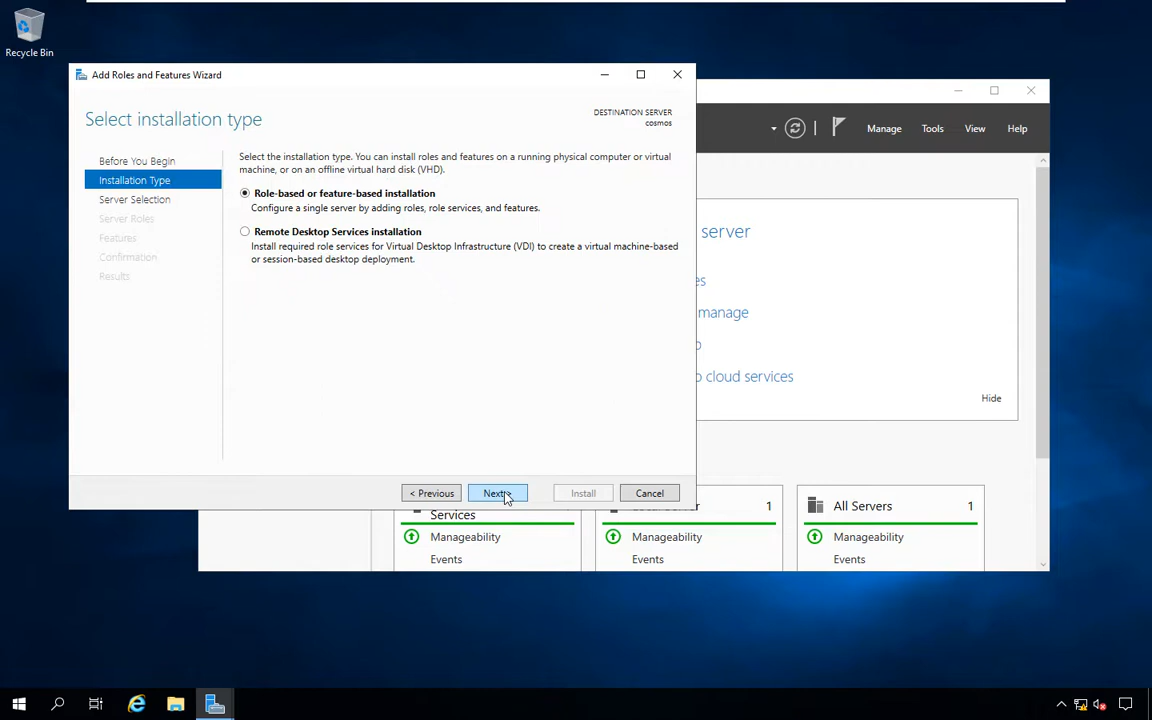 Recycle Bin
Add Roles and Features Wizard
Select installation type
DESTINATION SERVER
cosmos
Before You Begin
Installation Type
Server Selection
Server Roles
Features
Confirmation
Results
Select the installation type. You can install roles and features on a running physical computer or virtual
machine, or on an offline virtual hard disk (VHD).
Role-based or feature-based installation
Configure a single server by adding roles, role services, and features.
Remote Desktop Services installation
Install required role services for Virtual Desktop Infrastructure (VDI) to create a virtual machine-based
or session-based desktop deployment.
< Previous
Next >
Install
Cancel
Manage
Tools
View
Help
server
es
manage
p
o cloud services
Hide
Services
Manageability
Events
1
Manageability
Events
All Servers
1
Manageability
Events